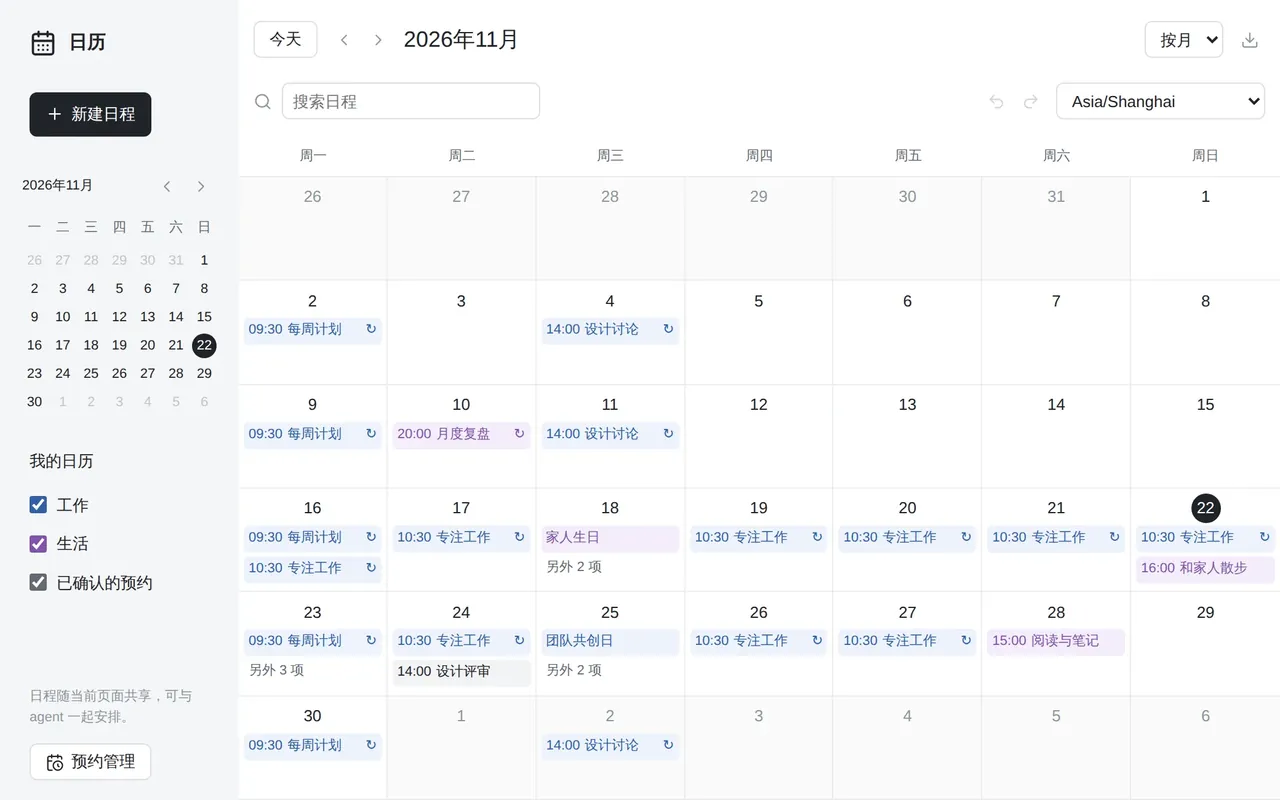 日历
新建日程
2026年11月
一 二 三 四 五 六 日
26 27 28 29 30 31 1
2 3 4 5 6 7 8
9 10 11 12 13 14 15
16 17 18 19 20 21 22
23 24 25 26 27 28 29
30 1 2 3 4 5 6
我的日历
工作
生活
已确认的预约
日程随当前页面共享，可与
agent 一起安排。
预约管理
今天 2026年11月 按月
搜索日程 Asia/Shanghai
周一 周二 周三 周四 周五 周六 周日
26 27 28 29 30 31 1
2 3 4 5 6 7 8
09:30 每周计划 ↻ 14:00 设计讨论 ↻
9 10 11 12 13 14 15
09:30 每周计划 ↻ 20:00 月度复盘 ↻ 14:00 设计讨论 ↻
16 17 18 19 20 21 22
09:30 每周计划 ↻ 10:30 专注工作 ↻ 家人生日 10:30 专注工作 ↻ 10:30 专注工作 ↻ 10:30 专注工作 ↻ 10:30 专注工作 ↻
10:30 专注工作 ↻ 另外 2 项 16:00 和家人散步
23 24 25 26 27 28 29
09:30 每周计划 ↻ 10:30 专注工作 ↻ 团队共创日 10:30 专注工作 ↻ 10:30 专注工作 ↻ 15:00 阅读与笔记
另外 3 项 14:00 设计评审 另外 2 项
30 1 2 3 4 5 6
09:30 每周计划 ↻ 14:00 设计讨论 ↻